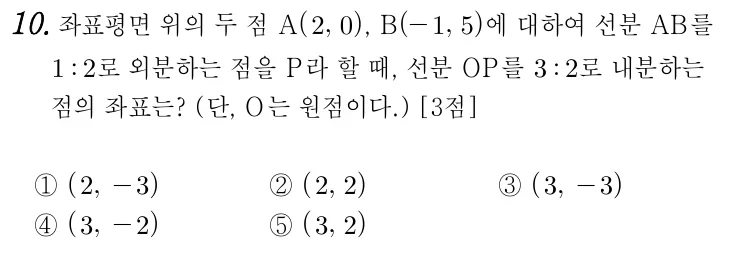 10. 좌표평면 위의 두 점 A(2, 0), B(−1, 5)에 대하여 선분 AB를
1 : 2로 외분하는 점을 P라 할 때, 선분 OP를 3 : 2로 내분하는
점의 좌표는? (단, O는 원점이다.) [3점]
① (2, −3) ② (2, 2) ③ (3, −3)
④ (3, −2) ⑤ (3, 2)